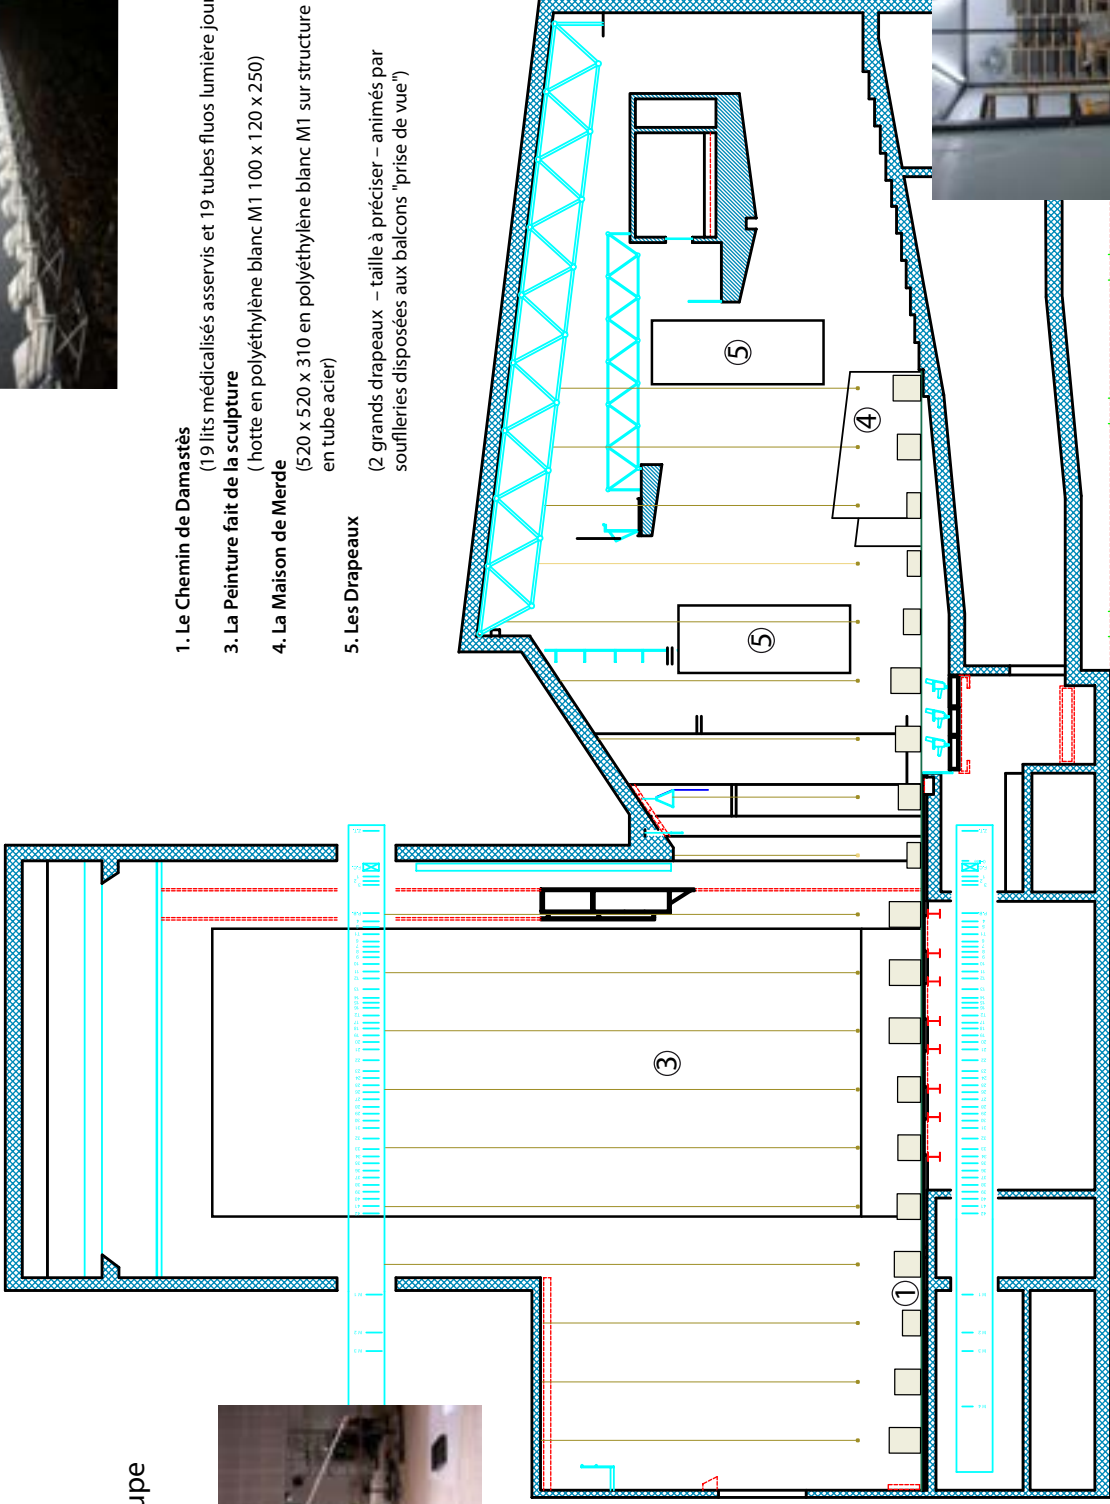 1. Le Chemin de Damastès
(19 lits médicalisés asservis et 19 tubes fluos lumière jour
3. La Peinture fait de la sculpture
( hotte en polyéthylène blanc M1 100 x 120 x 250)
4. La Maison de Merde
(520 x 520 x 310 en polyéthylène blanc M1 sur structure
en tube acier)
5. Les Drapeaux
(2 grands drapeaux – taille à préciser – animés par
souffleries disposées aux balcons "prise de vue")
upe
5
4
5
3
1